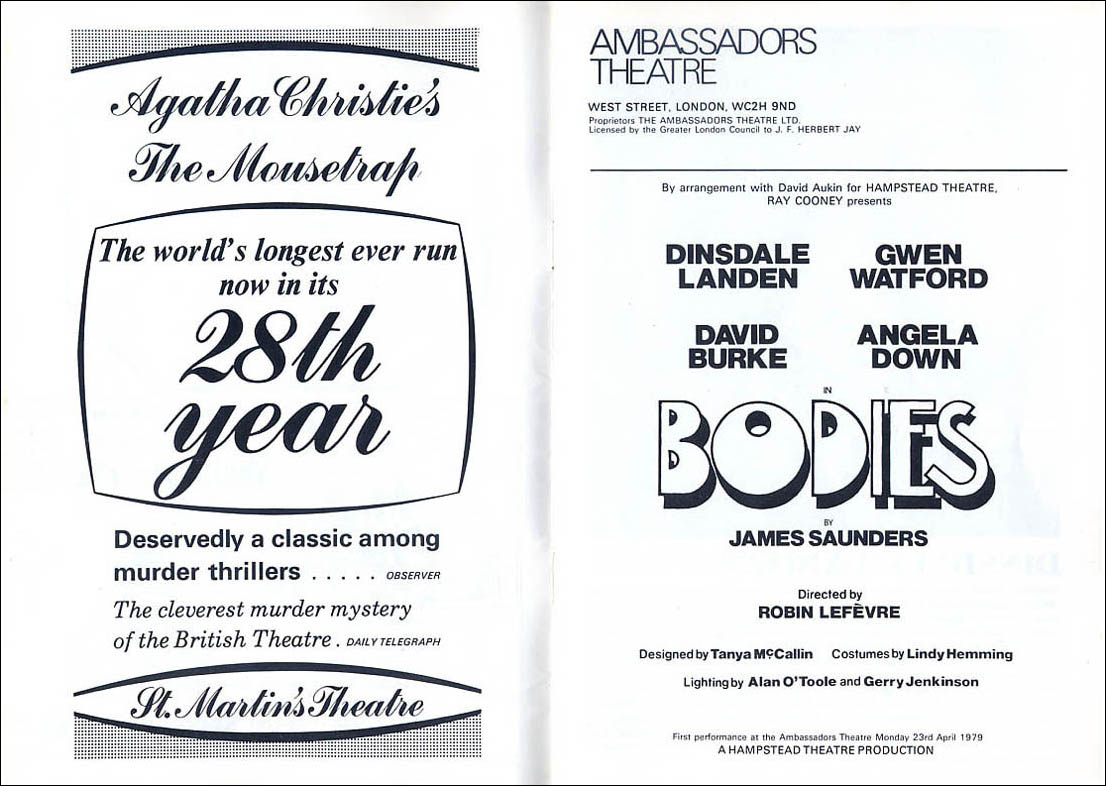 Agatha Christie's
The Mousetrap
The world's longest ever run
now in its
28th
year
Deservedly a classic among
murder thrillers . . . . . OBSERVER
The cleverest murder mystery
of the British Theatre . DAILY TELEGRAPH
St. Martin's Theatre
AMBASSADORS
THEATRE
WEST STREET, LONDON, WC2H 9ND
Proprietors THE AMBASSADORS THEATRE LTD.
Licensed by the Greater London Council to J. F. HERBERT JAY
By arrangement with David Aukin for HAMPSTEAD THEATRE,
RAY COONEY presents
DINSDALE
LANDEN
GWEN
WATFORD
DAVID
BURKE
ANGELA
DOWN
IN
BODIES
BY
JAMES SAUNDERS
Directed by
ROBIN LEFÈVRE
Designed by Tanya McCallin Costumes by Lindy Hemming
Lighting by Alan O'Toole and Gerry Jenkinson
First performance at the Ambassadors Theatre Monday 23rd April 1979
A HAMPSTEAD THEATRE PRODUCTION